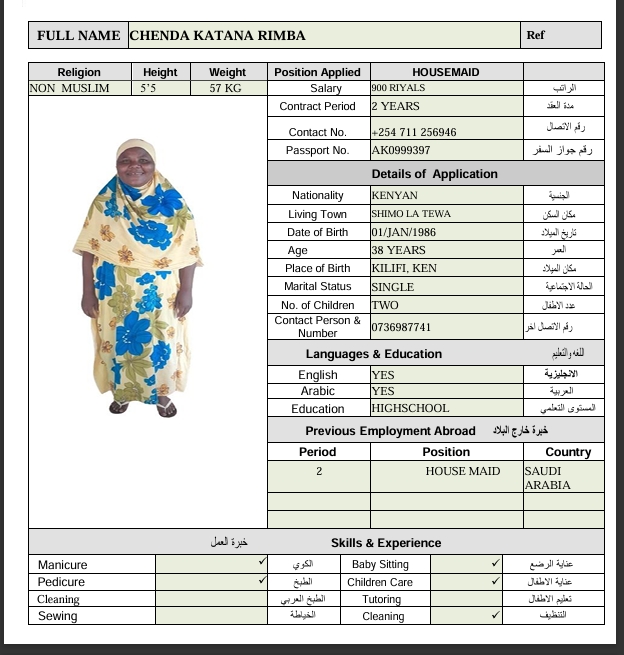 FULL NAME CHENDA KATANA RIMBA Ref
Religion Height Weight Position Applied HOUSEMAID
NON MUSLIM 5’5 57 KG Salary 900 RIYALS الراتب
Contract Period 2 YEARS مدة العقد
Contact No. +254 711 256946 رقم الاتصال
Passport No. AK0999397 رقم جواز السفر
Details of Application
Nationality KENYAN الجنسية
Living Town SHIMO LA TEWA مكان السكن
Date of Birth 01/JAN/1986 تاريخ الميلاد
Age 38 YEARS العمر
Place of Birth KILIFI, KEN مكان الميلاد
Marital Status SINGLE الحالة الاجتماعية
No. of Children TWO عدد الاطفال
Contact Person &
Number 0736987741 رقم الاتصال اخر
Languages & Education اللغه والتعليم
English YES الانجليزية
Arabic YES العربية
Education HIGHSCHOOL المستوى التعلمي
Previous Employment Abroad خبرة خارج البلاد
Period Position Country
2 HOUSE MAID SAUDI
ARABIA
خبرة العمل Skills & Experience
Manicure ✓ الكوي Baby Sitting ✓ عناية الرضع
Pedicure ✓ الطبخ Children Care ✓ عناية الاطفال
Cleaning الطبخ العربي Tutoring تعليم الاطفال
Sewing الخياطة Cleaning ✓ التنظيف